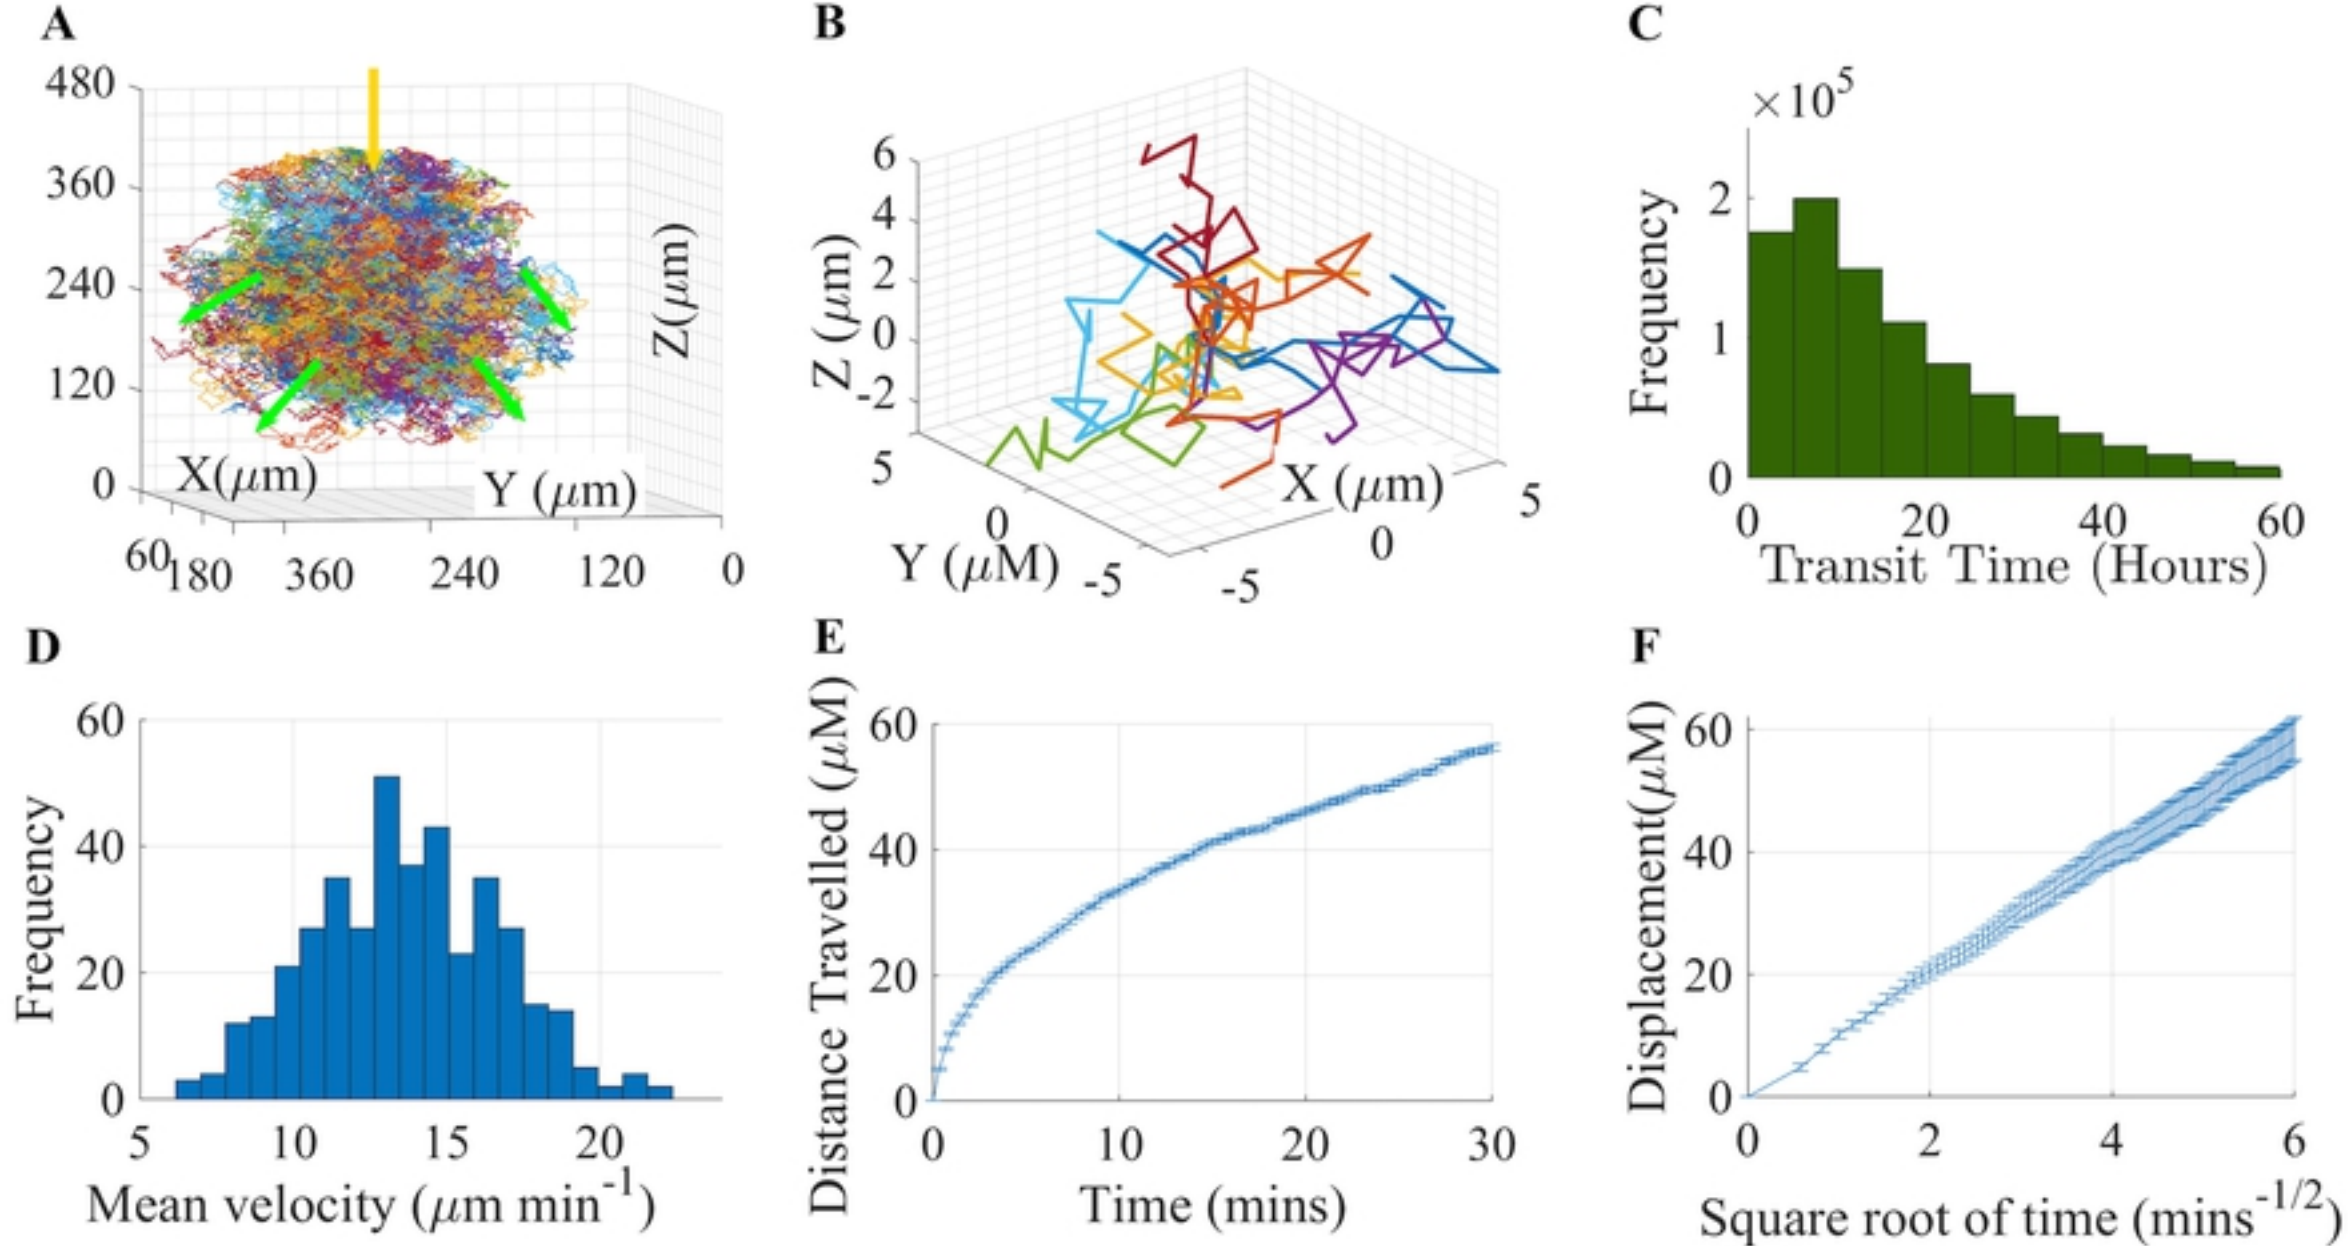 A
480
360
240
120
0
X(μm)
Y (μm)
Z(μm)
60
180
360
240
120
0
B
6
4
2
0
-2
Z (μm)
5
0
-5
Y (μM)
X (μm)
-5
0
5
C
×10⁵
2
1
0
Frequency
0 20 40 60
Transit Time (Hours)
D
60
40
20
0
Frequency
5 10 15 20
Mean velocity (μm min⁻¹)
E
60
40
20
0
Distance Travelled (μM)
0 10 20 30
Time (mins)
F
60
40
20
0
Displacement(μM)
0 2 4 6
Square root of time (mins⁻¹/²)